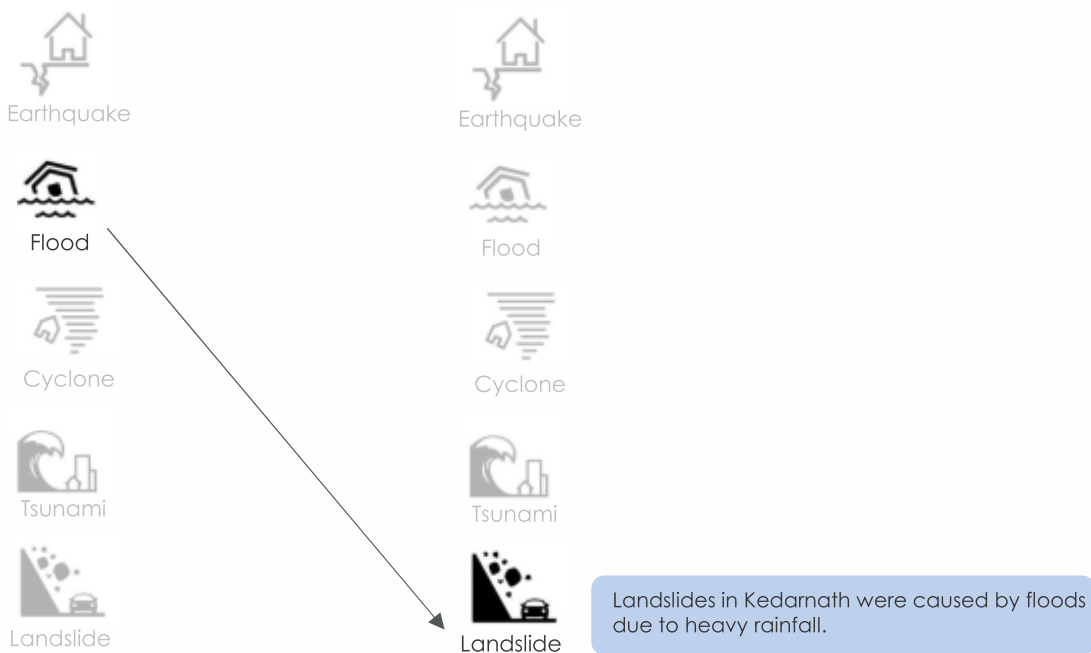 Earthquake
Earthquake
Flood
Flood
Cyclone
Cyclone
Tsunami
Tsunami
Landslide
Landslide
Landslides in Kedarnath were caused by floods
due to heavy rainfall.